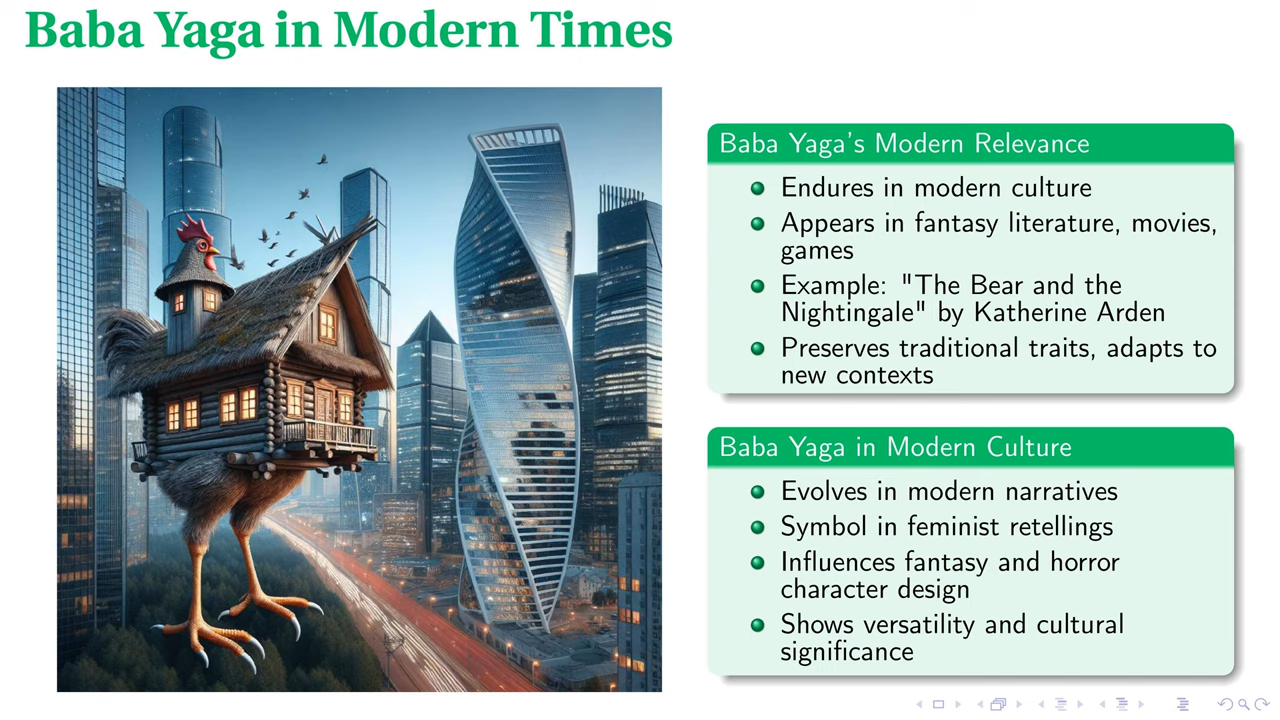 Baba Yaga in Modern Times
Baba Yaga's Modern Relevance
Endures in modern culture
Appears in fantasy literature, movies,
games
Example: "The Bear and the
Nightingale" by Katherine Arden
Preserves traditional traits, adapts to
new contexts
Baba Yaga in Modern Culture
Evolves in modern narratives
Symbol in feminist retellings
Influences fantasy and horror
character design
Shows versatility and cultural
significance